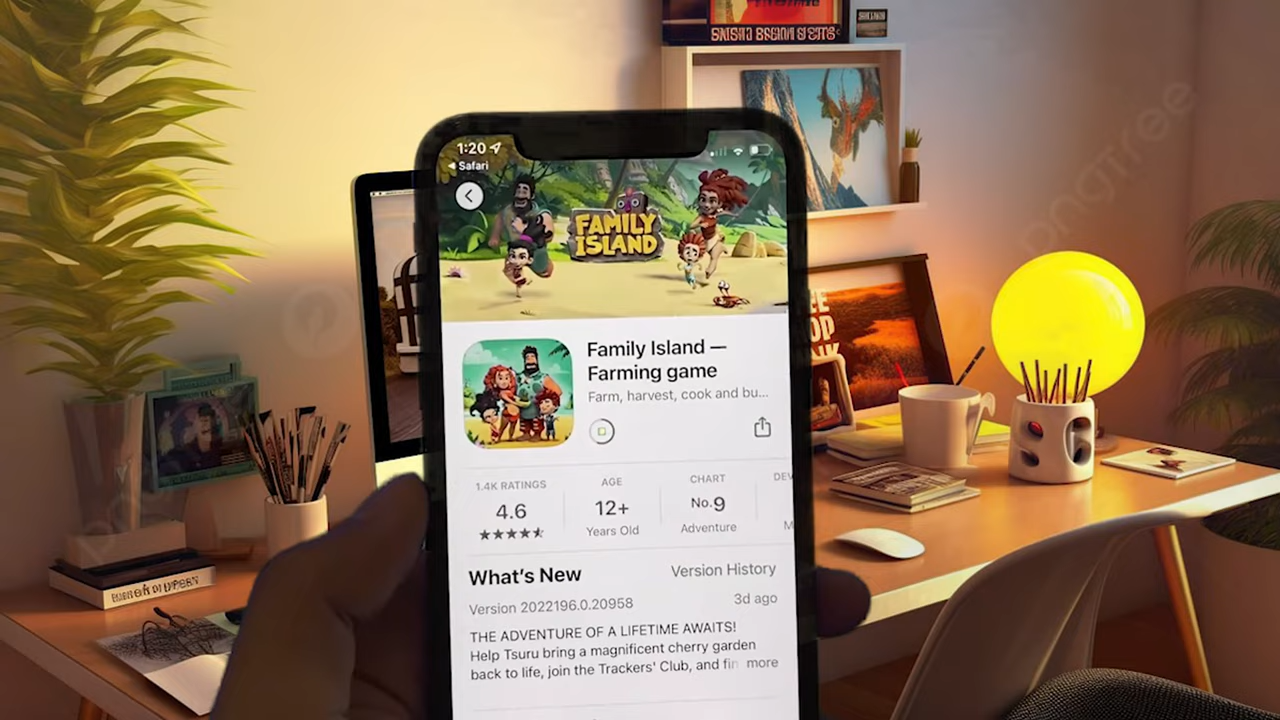 1:20
Safari
FAMILY
ISLAND
Family Island —
Farming game
Farm, harvest, cook and bu...
1.4K RATINGS
AGE
CHART
DEV
4.6
12+
No.9
Years Old
Adventure
M
What's New
Version History
Version 2022196.0.20958
3d ago
THE ADVENTURE OF A LIFETIME AWAITS!
Help Tsuru bring a magnificent cherry garden
back to life, join the Trackers' Club, and fin more